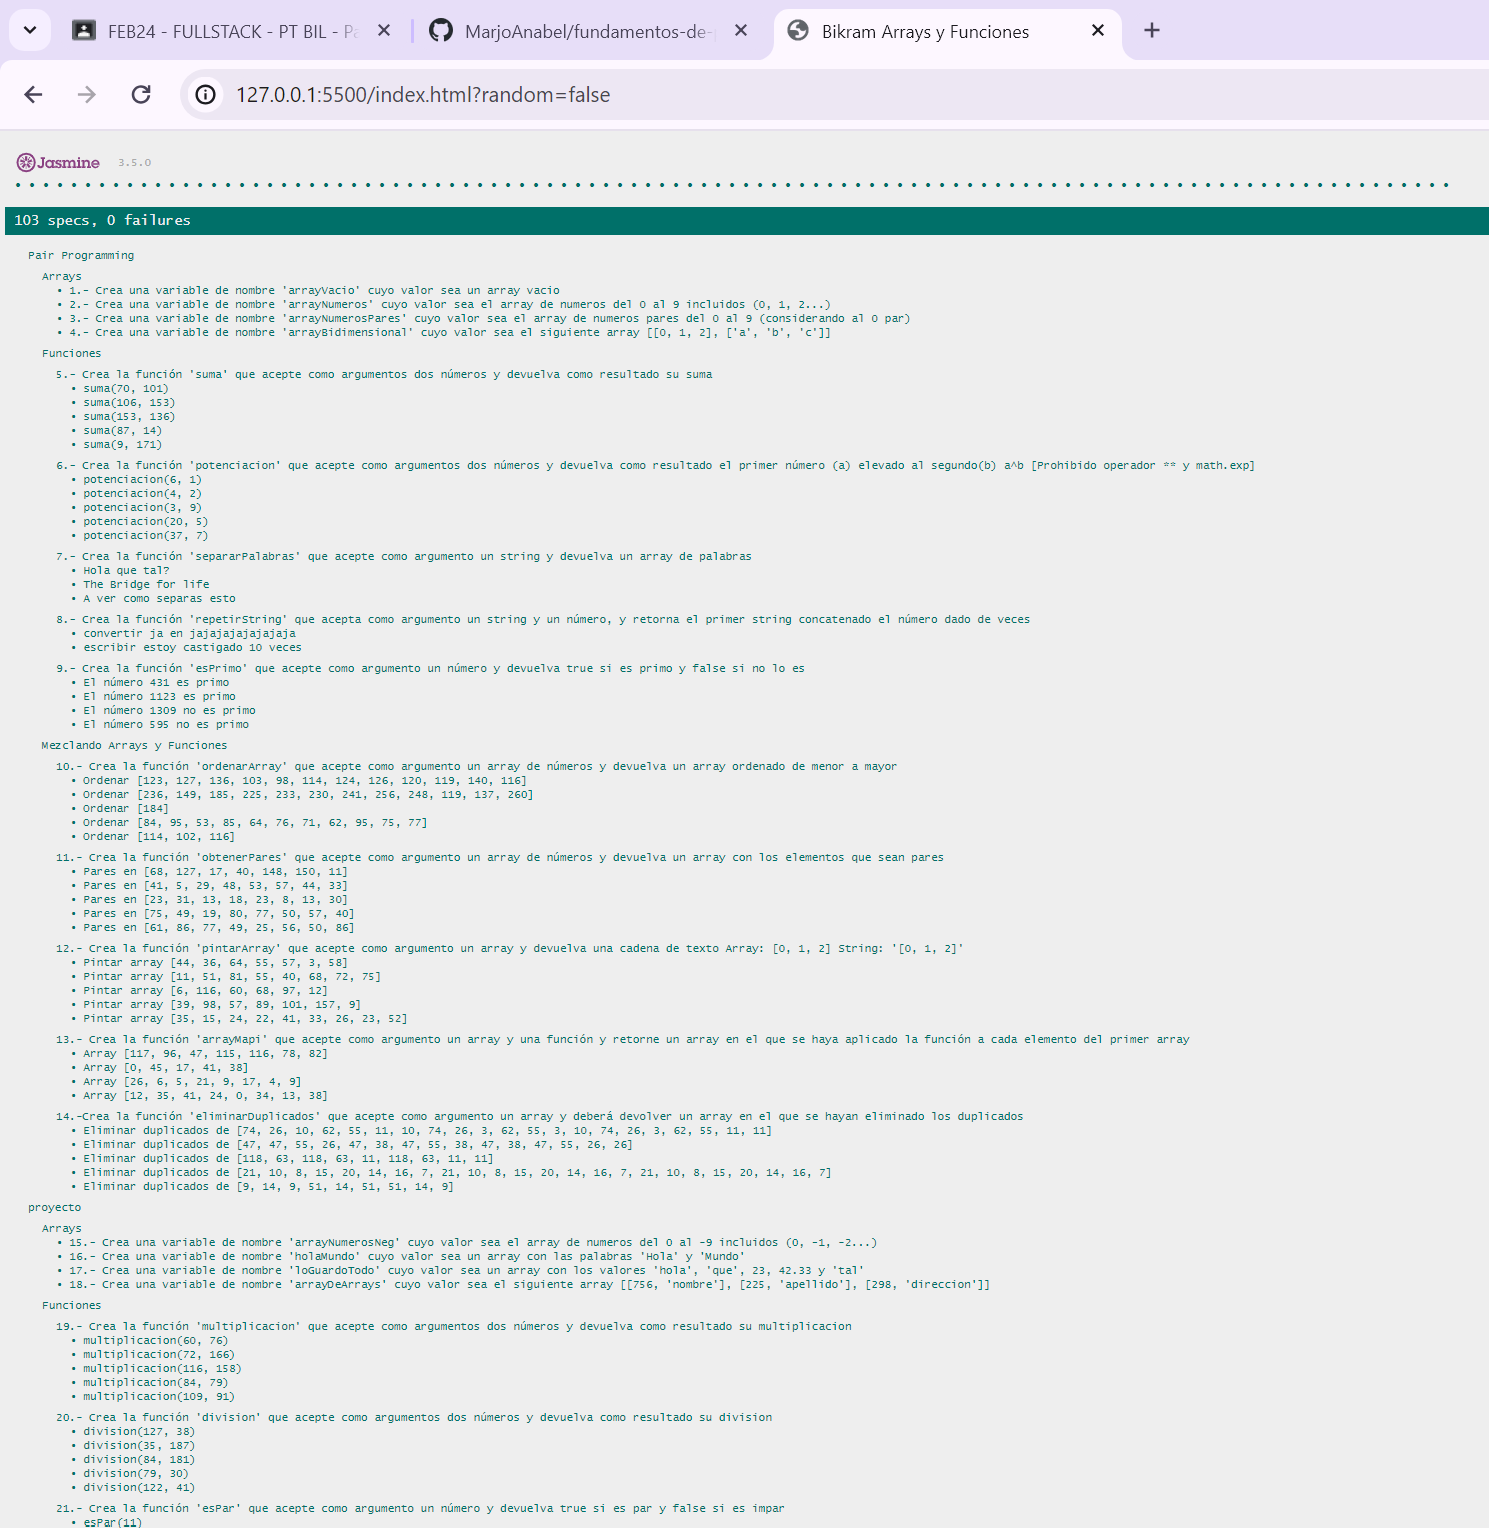 FEB24 - FULLSTACK - PT BIL - Pa
MarjoAnabel/fundamentos-de-
Bikram Arrays y Funciones
127.0.0.1:5500/index.html?random=false
Jasmine 3.5.0
103 specs, 0 failures
Pair Programming
Arrays
• 1.- Crea una variable de nombre 'arrayVacio' cuyo valor sea un array vacio
• 2.- Crea una variable de nombre 'arrayNumeros' cuyo valor sea el array de numeros del 0 al 9 incluidos (0, 1, 2...)
• 3.- Crea una variable de nombre 'arrayNumerosPares' cuyo valor sea el array de numeros pares del 0 al 9 (considerando al 0 par)
• 4.- Crea una variable de nombre 'arrayBidimensional' cuyo valor sea el siguiente array [[0, 1, 2], ['a', 'b', 'c']]
Funciones
5.- Crea la función 'suma' que acepte como argumentos dos números y devuelva como resultado su suma
• suma(70, 101)
• suma(106, 153)
• suma(153, 136)
• suma(87, 14)
• suma(9, 171)
6.- Crea la función 'potenciacion' que acepte como argumentos dos números y devuelva como resultado el primer número (a) elevado al segundo(b) a^b [Prohibido operador ** y math.exp]
• potenciacion(6, 1)
• potenciacion(4, 2)
• potenciacion(3, 9)
• potenciacion(20, 5)
• potenciacion(37, 7)
7.- Crea la función 'separarPalabras' que acepte como argumento un string y devuelva un array de palabras
• Hola que tal?
• The Bridge for life
• A ver como separas esto
8.- Crea la función 'repetirString' que acepta como argumento un string y un número, y retorna el primer string concatenado el número dado de veces
• convertir ja en jajajajajajajaja
• escribir estoy castigado 10 veces
9.- Crea la función 'esPrimo' que acepte como argumento un número y devuelva true si es primo y false si no lo es
• El número 431 es primo
• El número 1123 es primo
• El número 1309 no es primo
• El número 595 no es primo
Mezclando Arrays y Funciones
10.- Crea la función 'ordenarArray' que acepte como argumento un array de números y devuelva un array ordenado de menor a mayor
• Ordenar [123, 127, 136, 103, 98, 114, 124, 126, 120, 119, 140, 116]
• Ordenar [236, 149, 185, 225, 233, 230, 241, 256, 248, 119, 137, 260]
• Ordenar [184]
• Ordenar [84, 95, 53, 85, 64, 76, 71, 62, 95, 75, 77]
• Ordenar [114, 102, 116]
11.- Crea la función 'obtenerPares' que acepte como argumento un array de números y devuelva un array con los elementos que sean pares
• Pares en [68, 127, 17, 40, 148, 150, 11]
• Pares en [41, 5, 29, 48, 53, 57, 44, 33]
• Pares en [23, 31, 13, 18, 23, 8, 13, 30]
• Pares en [75, 49, 19, 80, 77, 50, 57, 40]
• Pares en [61, 86, 77, 49, 25, 56, 50, 86]
12.- Crea la función 'pintarArray' que acepte como argumento un array y devuelva una cadena de texto Array: [0, 1, 2] String: '[0, 1, 2]'
• Pintar array [44, 36, 64, 55, 57, 3, 58]
• Pintar array [11, 51, 81, 55, 40, 68, 72, 75]
• Pintar array [6, 116, 60, 68, 97, 12]
• Pintar array [39, 98, 57, 89, 101, 157, 9]
• Pintar array [35, 15, 24, 22, 41, 33, 26, 23, 52]
13.- Crea la función 'arrayMapi' que acepte como argumento un array y una función y retorne un array en el que se haya aplicado la función a cada elemento del primer array
• Array [117, 96, 47, 115, 116, 78, 82]
• Array [0, 45, 17, 41, 38]
• Array [26, 6, 5, 21, 9, 17, 4, 9]
• Array [12, 35, 41, 24, 0, 34, 13, 38]
14.-Crea la función 'eliminarDuplicados' que acepte como argumento un array y deberá devolver un array en el que se hayan eliminado los duplicados
• Eliminar duplicados de [74, 26, 10, 62, 55, 11, 10, 74, 26, 3, 62, 55, 3, 10, 74, 26, 3, 62, 55, 11, 11]
• Eliminar duplicados de [47, 47, 55, 26, 47, 38, 47, 55, 38, 47, 38, 47, 55, 26, 26]
• Eliminar duplicados de [118, 63, 118, 63, 11, 118, 63, 11, 11]
• Eliminar duplicados de [21, 10, 8, 15, 20, 14, 16, 7, 21, 10, 8, 15, 20, 14, 16, 7, 21, 10, 8, 15, 20, 14, 16, 7]
• Eliminar duplicados de [9, 14, 9, 51, 14, 51, 51, 14, 9]
proyecto
Arrays
• 15.- Crea una variable de nombre 'arrayNumerosNeg' cuyo valor sea el array de numeros del 0 al -9 incluidos (0, -1, -2...)
• 16.- Crea una variable de nombre 'holaMundo' cuyo valor sea un array con las palabras 'Hola' y 'Mundo'
• 17.- Crea una variable de nombre 'loGuardoTodo' cuyo valor sea un array con los valores 'hola', 'que', 23, 42.33 y 'tal'
• 18.- Crea una variable de nombre 'arrayDeArrays' cuyo valor sea el siguiente array [[756, 'nombre'], [225, 'apellido'], [298, 'direccion']]
Funciones
19.- Crea la función 'multiplicacion' que acepte como argumentos dos números y devuelva como resultado su multiplicacion
• multiplicacion(60, 76)
• multiplicacion(72, 166)
• multiplicacion(116, 158)
• multiplicacion(84, 79)
• multiplicacion(109, 91)
20.- Crea la función 'division' que acepte como argumentos dos números y devuelva como resultado su division
• division(127, 38)
• division(35, 187)
• division(84, 181)
• division(79, 30)
• division(122, 41)
21.- Crea la función 'esPar' que acepte como argumento un número y devuelva true si es par y false si es impar
• esPar(11)